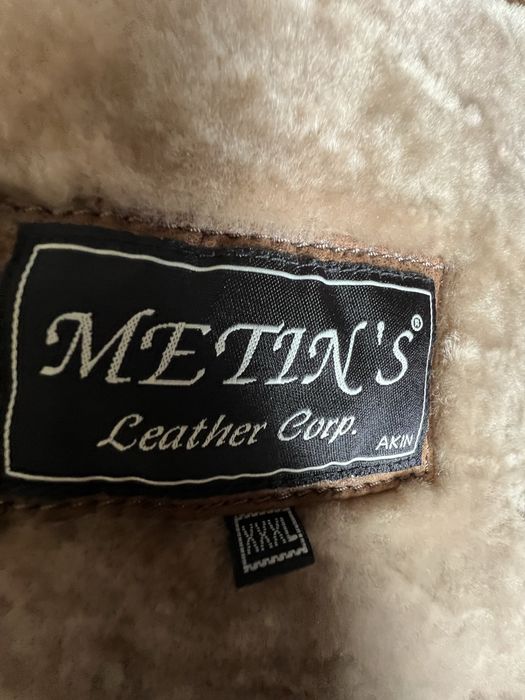 METIN'S®
Leather Corp.
AKIN
XXXL